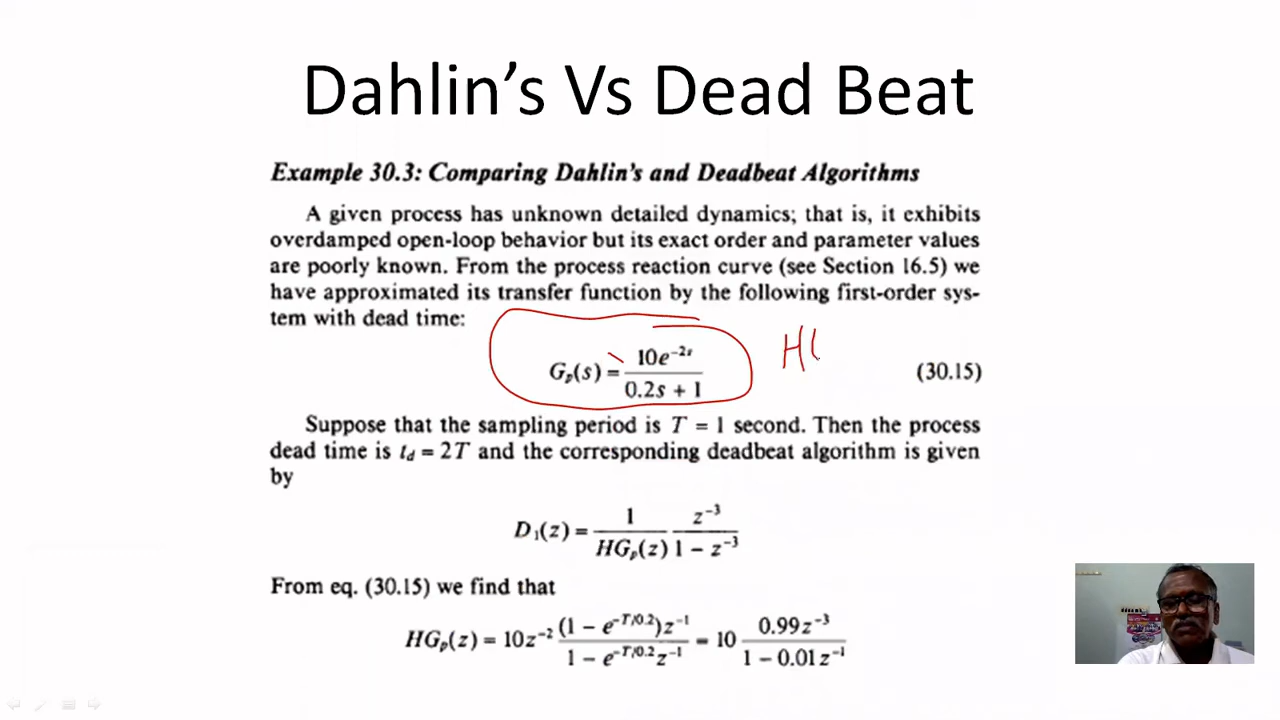 Dahlin's Vs Dead Beat
Example 30.3: Comparing Dahlin's and Deadbeat Algorithms
A given process has unknown detailed dynamics; that is, it exhibits
overdamped open-loop behavior but its exact order and parameter values
are poorly known. From the process reaction curve (see Section 16.5) we
have approximated its transfer function by the following first-order sys-
tem with dead time:
Gₚ(s) = 10e^(-2s) / (0.2s + 1) (30.15)
Suppose that the sampling period is T = 1 second. Then the process
dead time is t_d = 2T and the corresponding deadbeat algorithm is given
by
D₁(z) = 1 / HGₚ(z) z⁻³ / (1 − z⁻³)
From eq. (30.15) we find that
HGₚ(z) = 10z⁻² (1 − e^(-T/0.2))z⁻¹ / (1 − e^(-T/0.2) z⁻¹) = 10 0.99z⁻³ / (1 − 0.01z⁻¹)